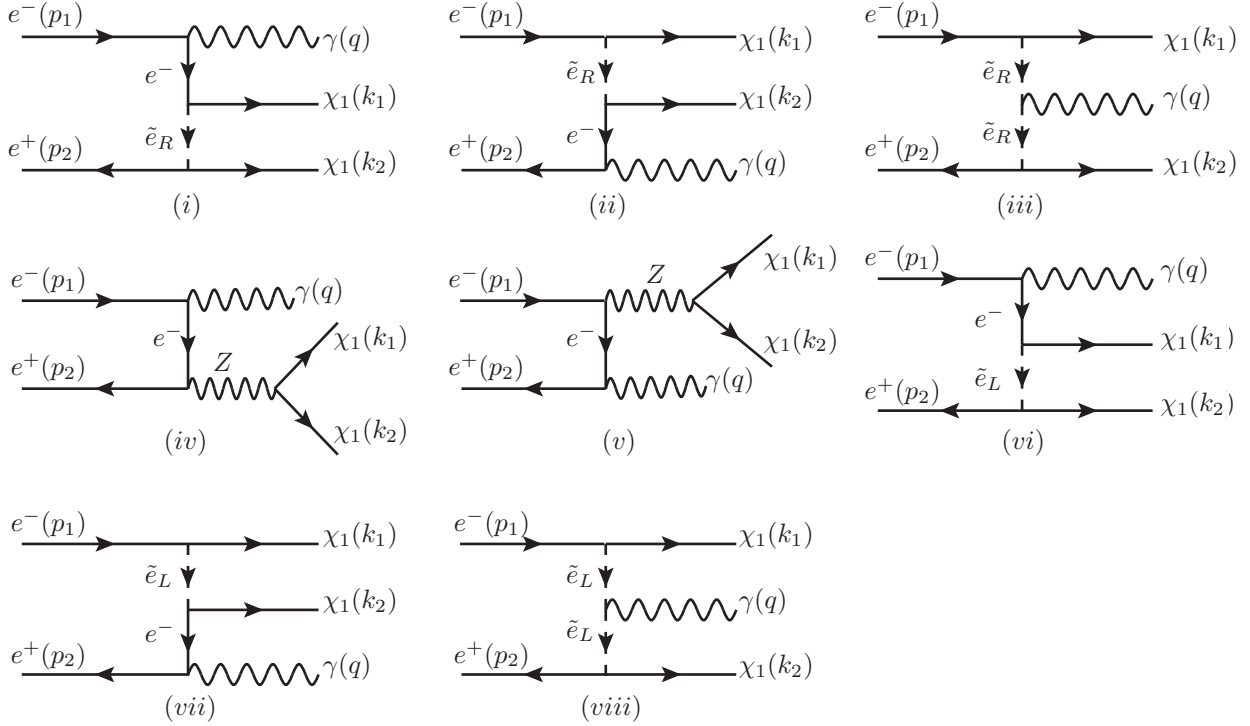 e⁻(p₁) γ(q) e⁻(p₁) χ₁(k₁) e⁻(p₁) χ₁(k₁)
e⁻ ẽ_R ẽ_R
χ₁(k₁) χ₁(k₂) γ(q)
ẽ_R e⁻ ẽ_R
e⁺(p₂) χ₁(k₂) e⁺(p₂) γ(q) e⁺(p₂) χ₁(k₂)
(i) (ii) (iii)
e⁻(p₁) γ(q) e⁻(p₁) Z χ₁(k₁) e⁻(p₁) γ(q)
e⁻ χ₁(k₁) e⁻ χ₁(k₂) e⁻ χ₁(k₁)
e⁺(p₂) Z e⁺(p₂) γ(q) ẽ_L
χ₁(k₂) e⁺(p₂) χ₁(k₂)
(iv) (v) (vi)
e⁻(p₁) χ₁(k₁) e⁻(p₁) χ₁(k₁)
ẽ_L ẽ_L
χ₁(k₂) γ(q)
e⁻ ẽ_L
e⁺(p₂) γ(q) e⁺(p₂) χ₁(k₂)
(vii) (viii)